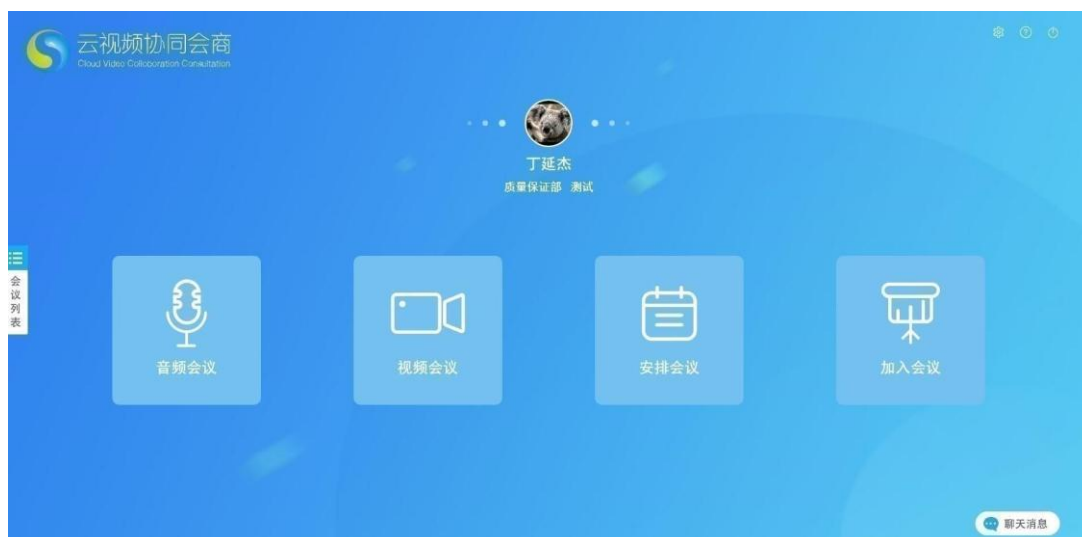 云视频协同会商
Cloud Video Colloboration Consultation
丁延杰
质量保证部 测试
会议列表
音频会议
视频会议
安排会议
加入会议
聊天消息